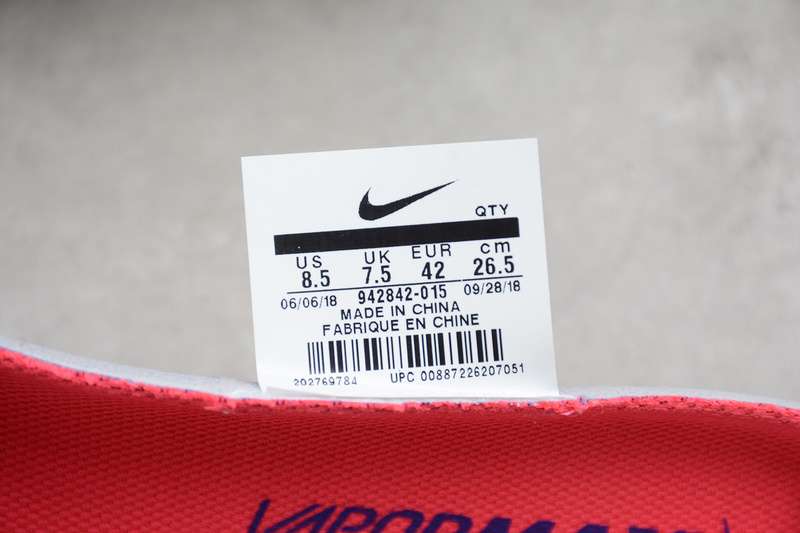 QTY
US UK EUR cm
8.5 7.5 42 26.5
06/06/18 942842-015 09/28/18
MADE IN CHINA
FABRIQUE EN CHINE
202769784 UPC 00887226207051